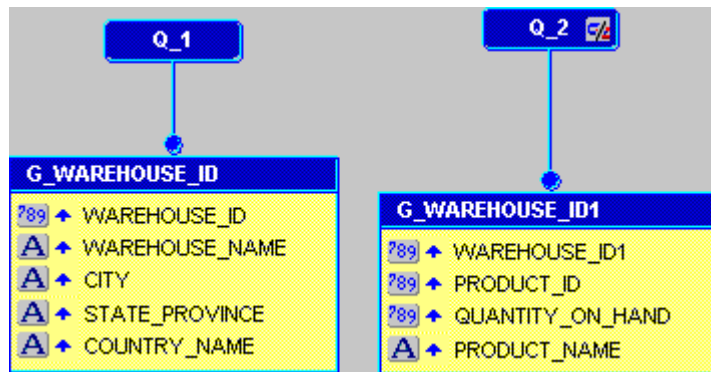 Q_1
G_WAREHOUSE_ID
789 WAREHOUSE_ID
A WAREHOUSE_NAME
A CITY
A STATE_PROVINCE
A COUNTRY_NAME
Q_2
G_WAREHOUSE_ID1
789 WAREHOUSE_ID1
789 PRODUCT_ID
789 QUANTITY_ON_HAND
A PRODUCT_NAME